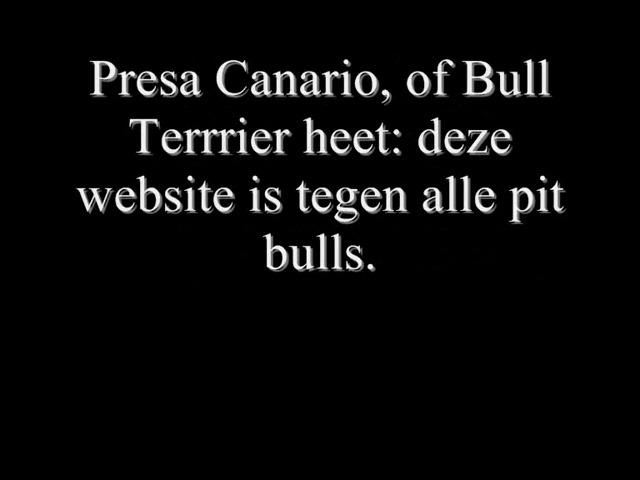 Presa Canario, of Bull
Terrrier heet: deze
website is tegen alle pit
bulls.